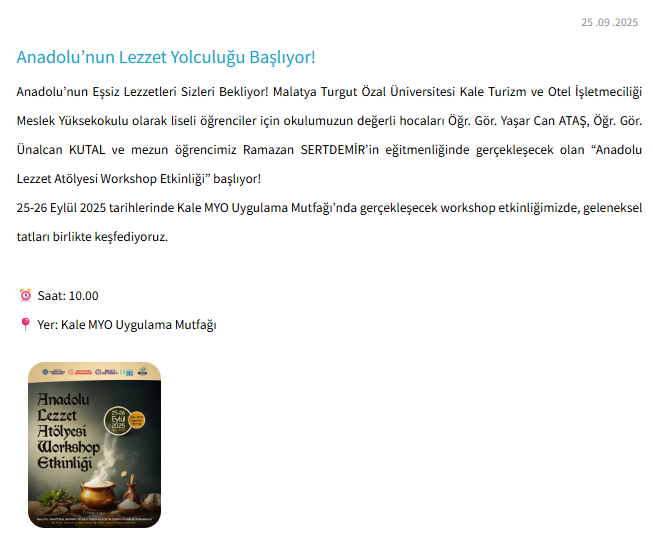 25 .09 .2025
Anadolu’nun Lezzet Yolculuğu Başlıyor!
Anadolu’nun Eşsiz Lezzetleri Sizleri Bekliyor! Malatya Turgut Özal Üniversitesi Kale Turizm ve Otel İşletmeciliği
Meslek Yüksekokulu olarak liseli öğrenciler için okulumuzun değerli hocaları Öğr. Gör. Yaşar Can ATAŞ, Öğr. Gör.
Ünalcan KUTAL ve mezun öğrencimiz Ramazan SERTDEMİR’in eğitmenliğinde gerçekleşecek olan “Anadolu
Lezzet Atölyesi Workshop Etkinliği” başlıyor!
25-26 Eylül 2025 tarihlerinde Kale MYO Uygulama Mutfağı’nda gerçekleşecek workshop etkinliğimizde, geleneksel
tatları birlikte keşfediyoruz.
⏰ Saat: 10.00
📍 Yer: Kale MYO Uygulama Mutfağı
Anadolu
Lezzet
Atölyesi
Workshop
Etkinliği
25-26
Eylül
2025